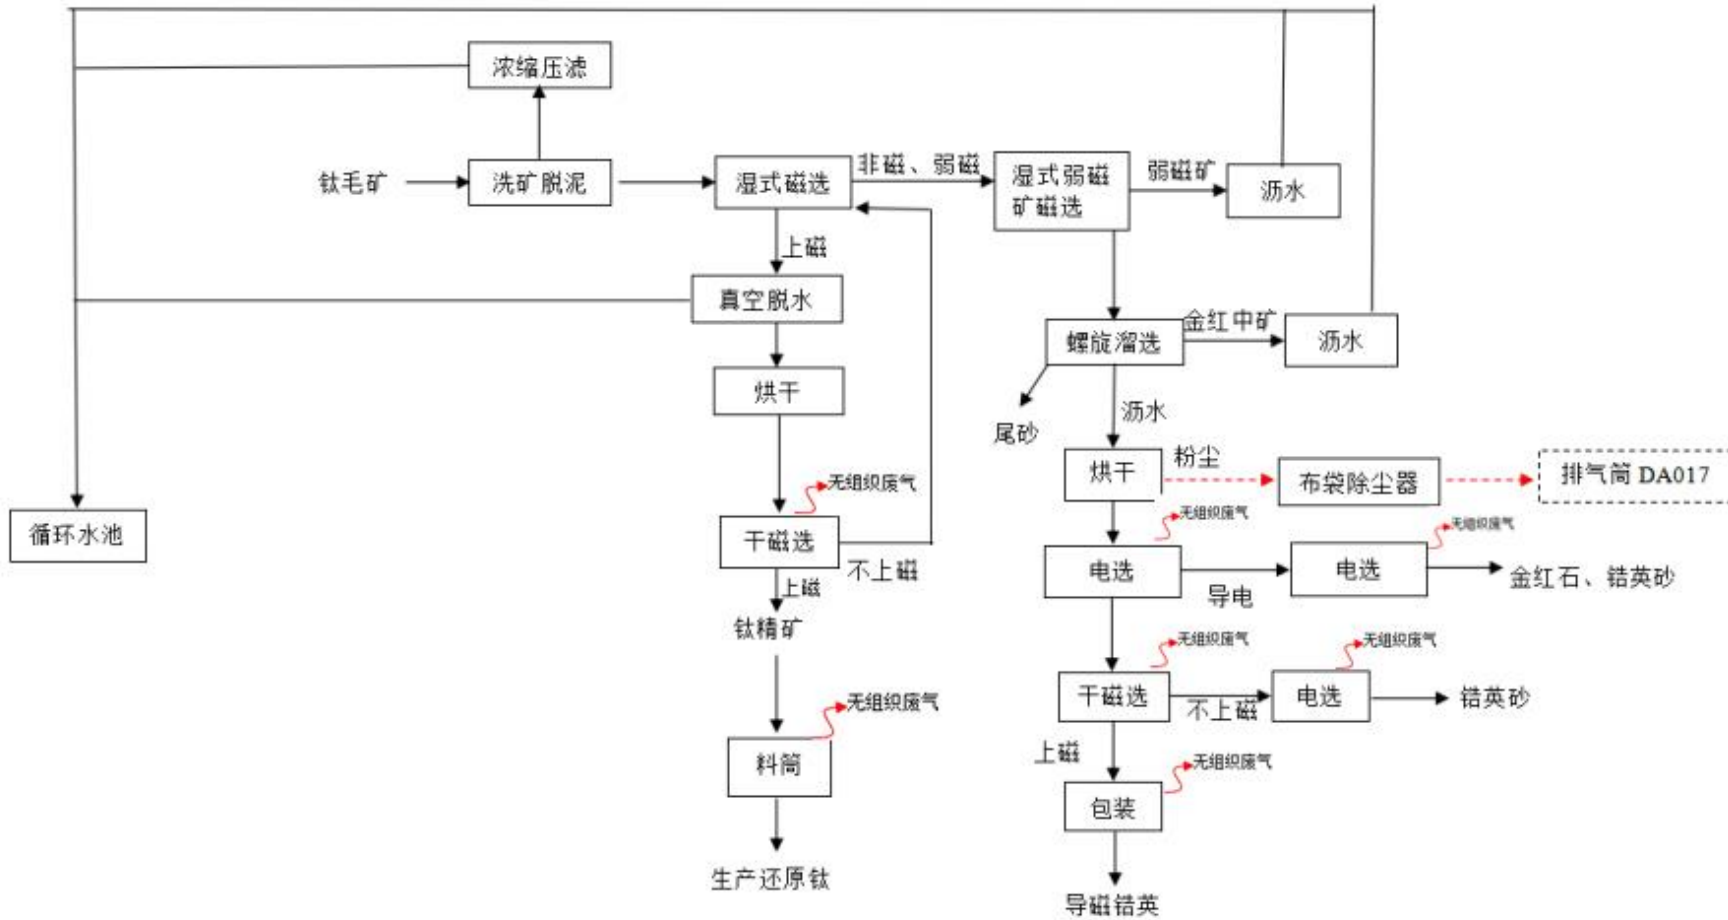 浓缩压滤
钛毛矿
洗矿脱泥
湿式磁选
非磁、弱磁
湿式弱磁
矿磁选
弱磁矿
沥水
上磁
真空脱水
螺旋溜选
金红中矿
沥水
烘干
尾砂
沥水
烘干
粉尘
布袋除尘器
排气筒 DA017
无组织废气
循环水池
干磁选
不上磁
无组织废气
电选
导电
电选
无组织废气
金红石、锆英砂
上磁
钛精矿
无组织废气
干磁选
不上磁
电选
无组织废气
锆英砂
无组织废气
料筒
上磁
包装
无组织废气
生产还原钛
导磁锆英